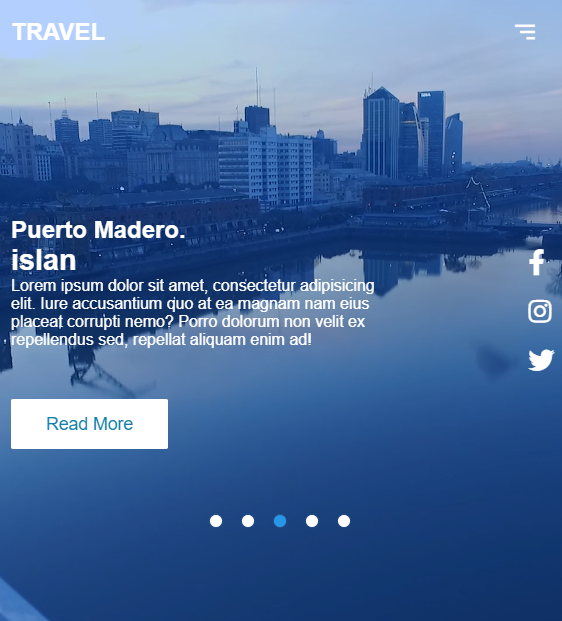 TRAVEL
BBVA
Puerto Madero.
islan
Lorem ipsum dolor sit amet, consectetur adipisicing
elit. Iure accusantium quo at ea magnam nam eius
placeat corrupti nemo? Porro dolorum non velit ex
repellendus sed, repellat aliquam enim ad!
Read More